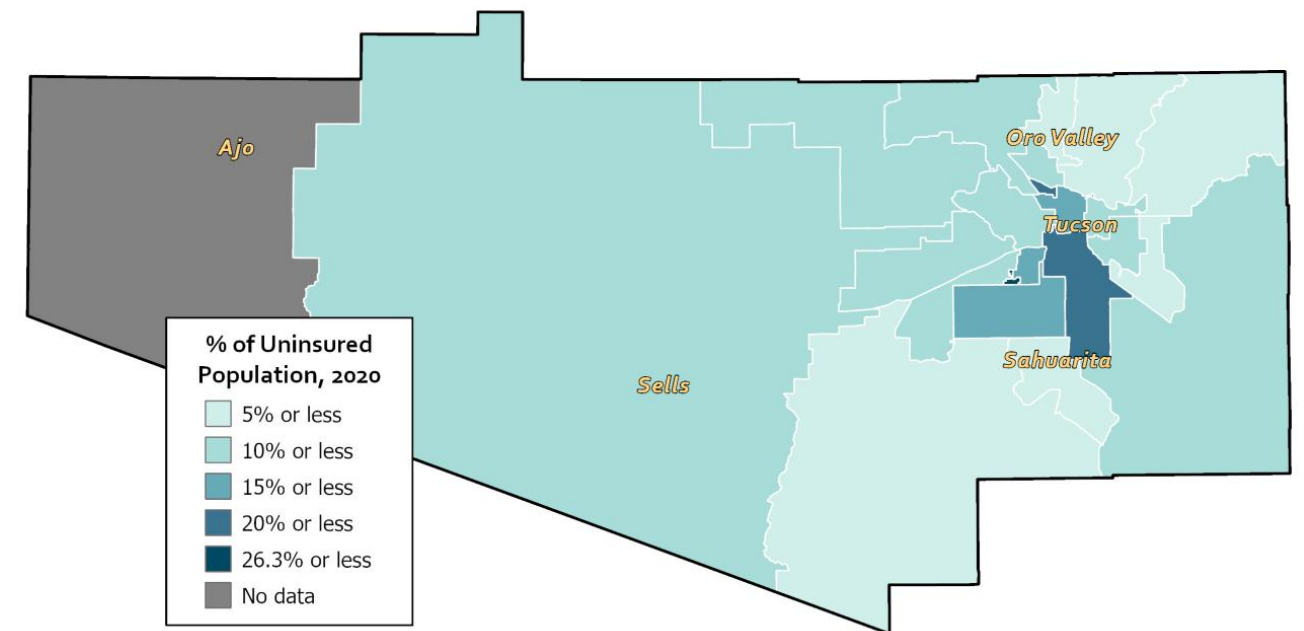 Ajo
Oro Valley
Tucson
Sahuarita
Sells
% of Uninsured
Population, 2020
5% or less
10% or less
15% or less
20% or less
26.3% or less
No data